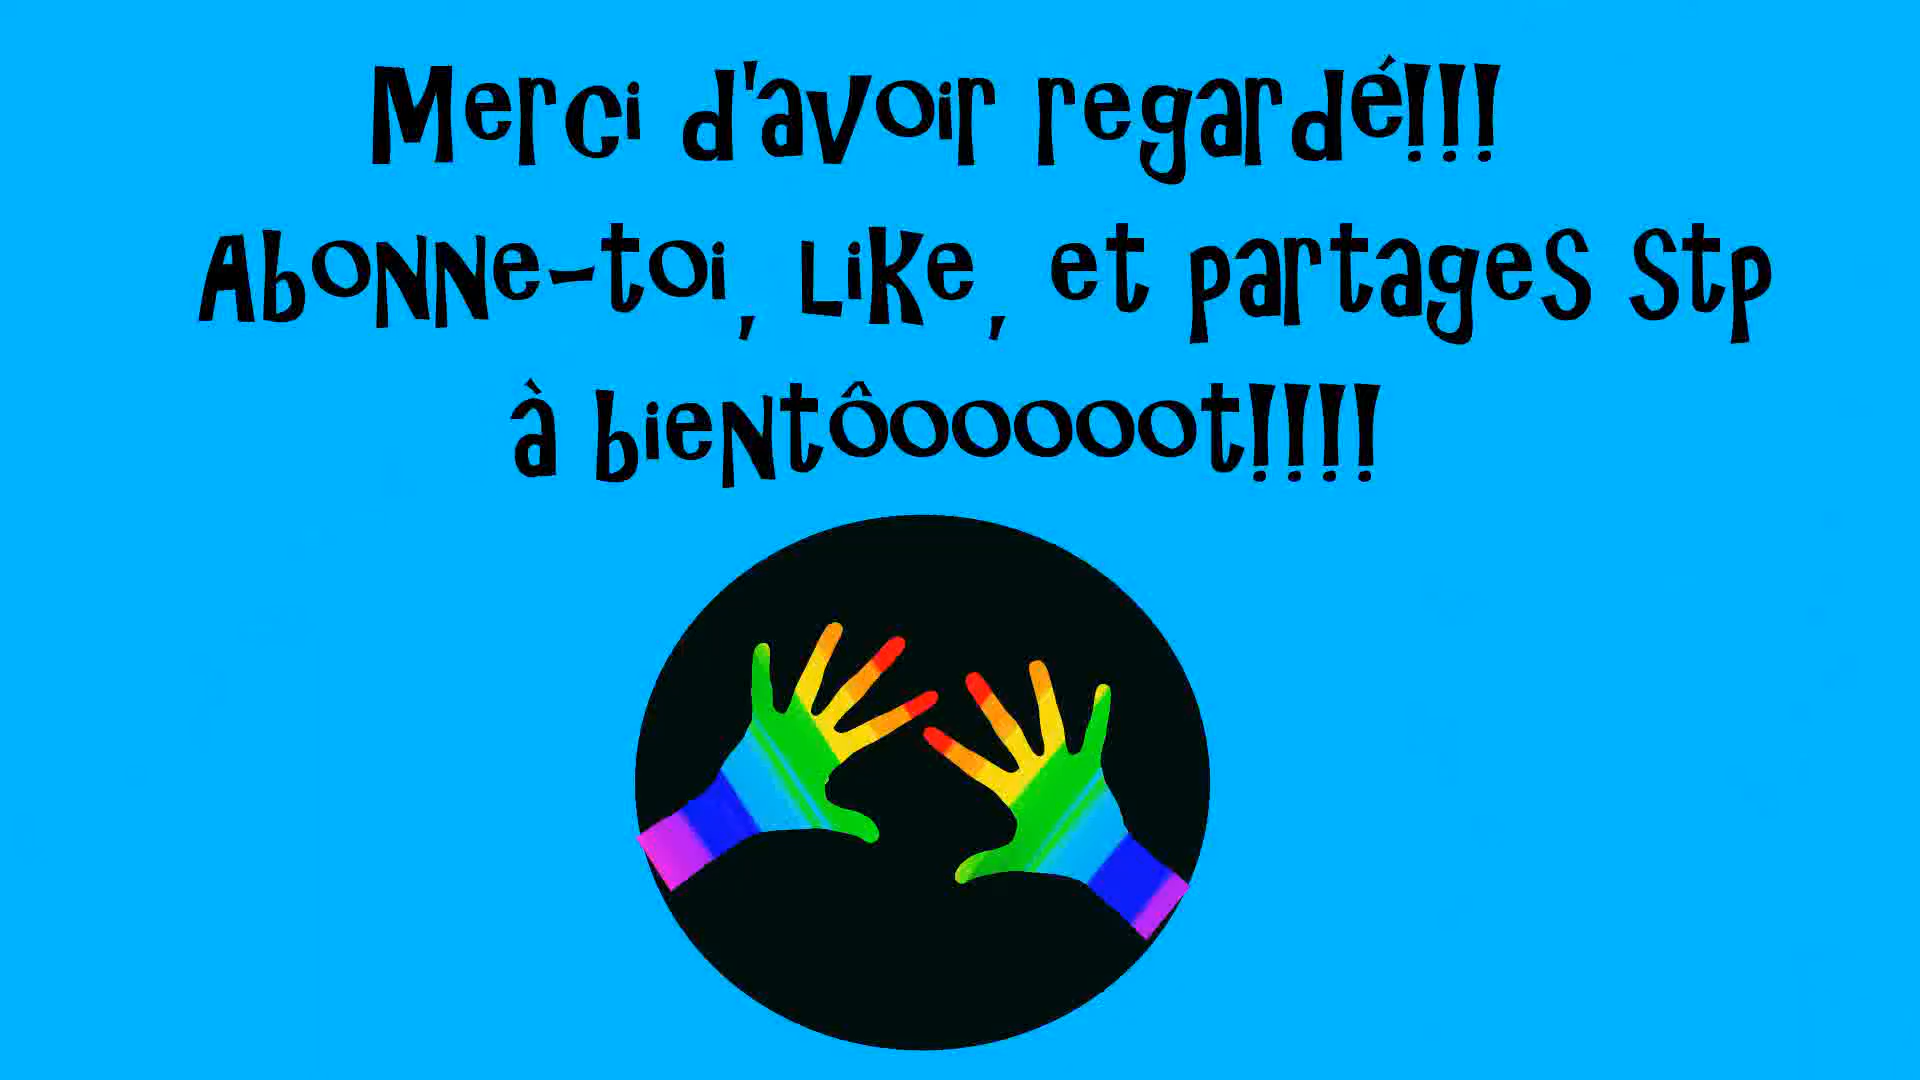 Merci d'avoir regardé!!!
Abonne-toi, Like, et partages stp
à bientôooooot!!!!